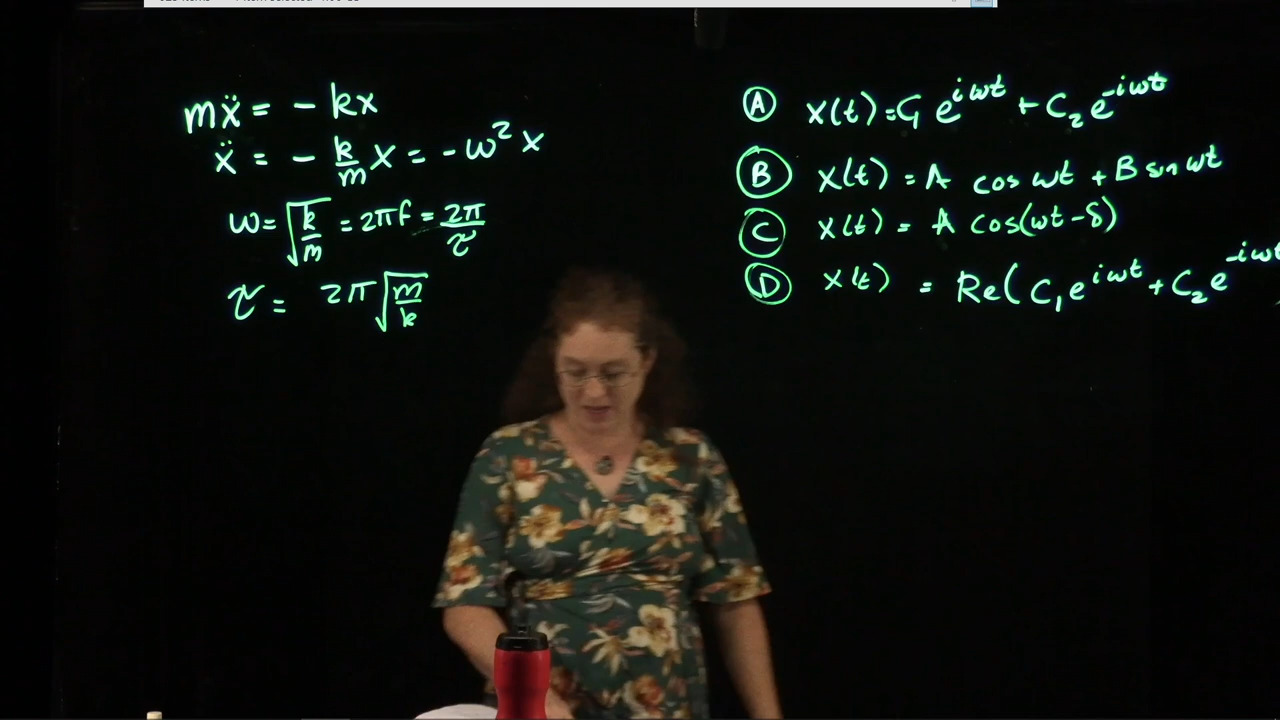 mẍ = - kx
ẍ = - k/m x = -ω² x
ω = √(k/m) = 2πf = 2π/τ
τ = 2π√(m/k)
Ⓐ x(t) = C₁ e^{iωt} + C₂ e^{-iωt}
Ⓑ x(t) = A cos ωt + B sin ωt
Ⓒ x(t) = A cos(ωt - δ)
Ⓓ x(t) = Re( C₁ e^{iωt} + C₂ e^{-iω